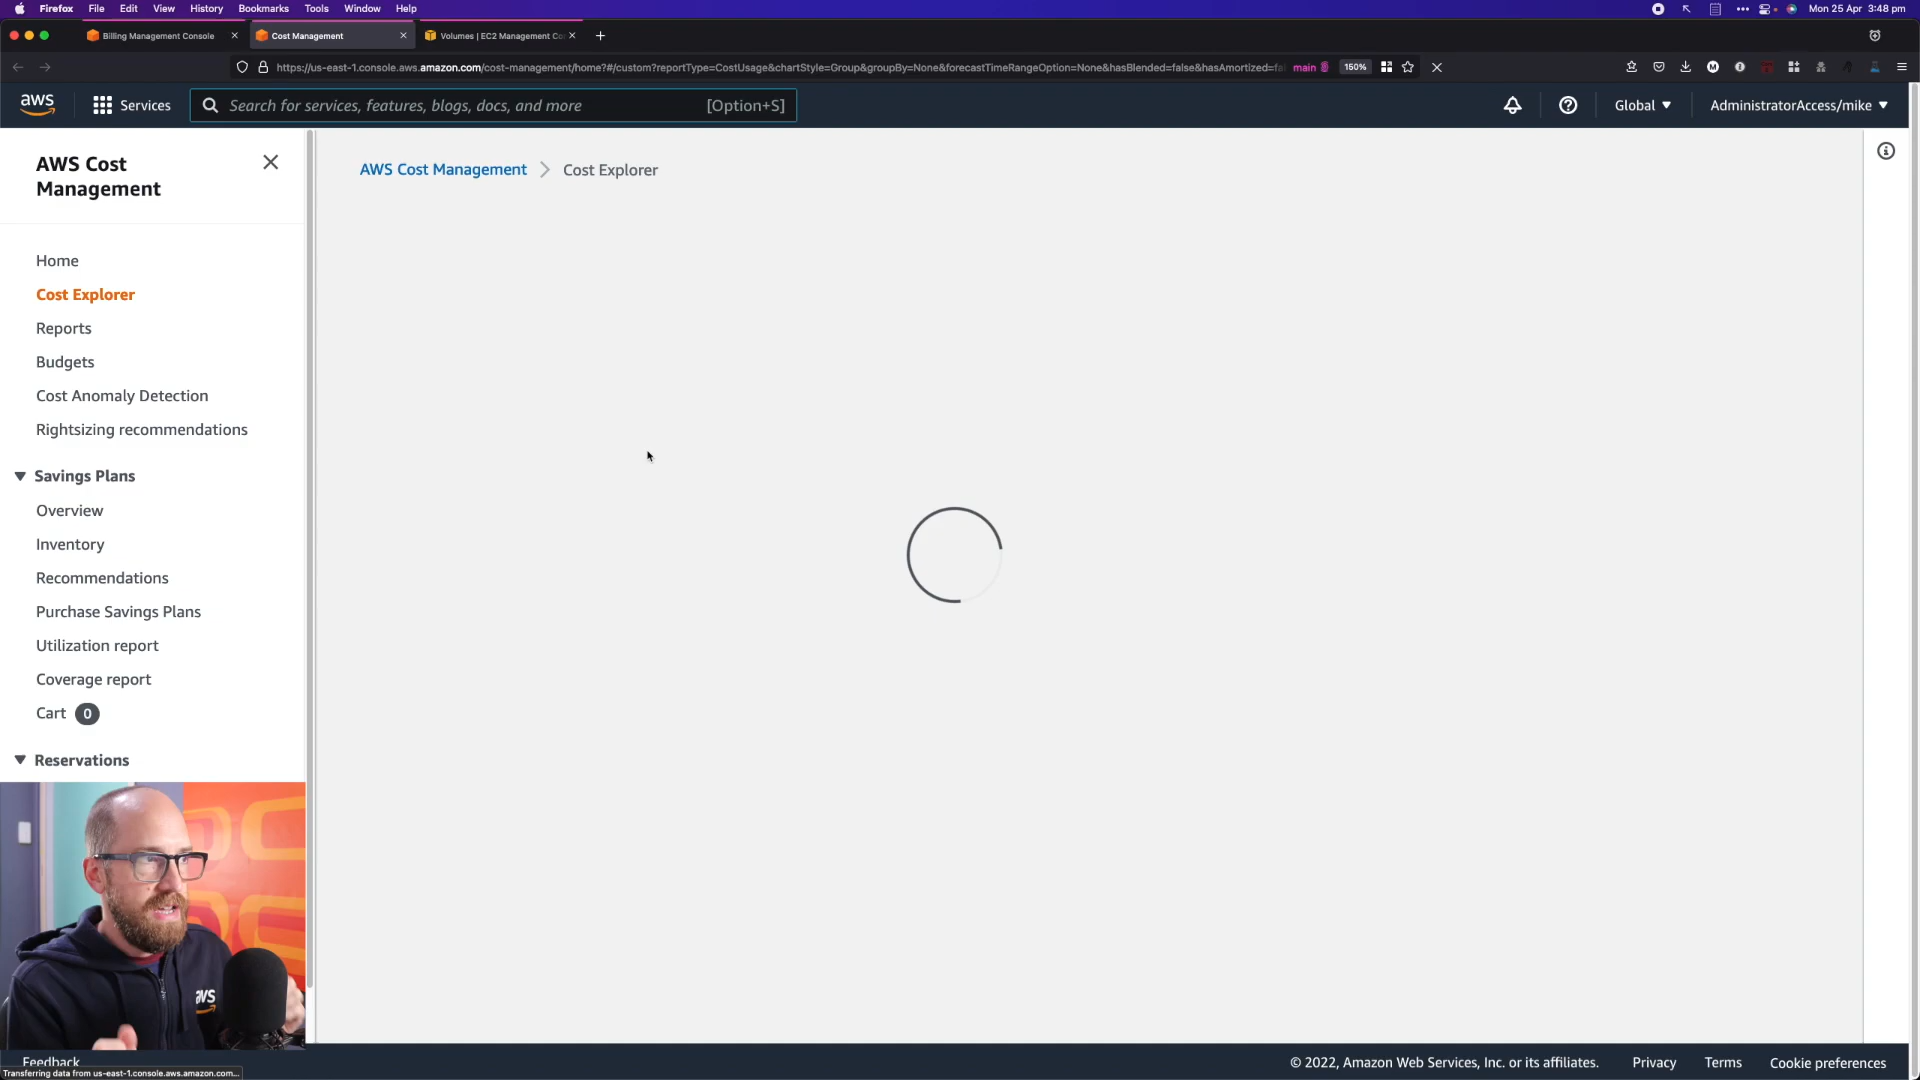 Firefox File Edit View History Bookmarks Tools Window Help
Mon 25 Apr 3:48 pm
Billing Management Console
Cost Management
Volumes | EC2 Management Co
https://us-east-1.console.aws.amazon.com/cost-management/home?#/custom?reportType=CostUsage&chartStyle=Group&groupBy=None&forecastTimeRangeOption=None&hasBlended=false&hasAmortized=fa
main
150%
aws
Services
Search for services, features, blogs, docs, and more
[Option+S]
Global
AdministratorAccess/mike
AWS Cost
Management
AWS Cost Management
Cost Explorer
Home
Cost Explorer
Reports
Budgets
Cost Anomaly Detection
Rightsizing recommendations
Savings Plans
Overview
Inventory
Recommendations
Purchase Savings Plans
Utilization report
Coverage report
Cart 0
Reservations
aws
Feedback
Transferring data from us-east-1.console.aws.amazon.com...
© 2022, Amazon Web Services, Inc. or its affiliates.
Privacy
Terms
Cookie preferences